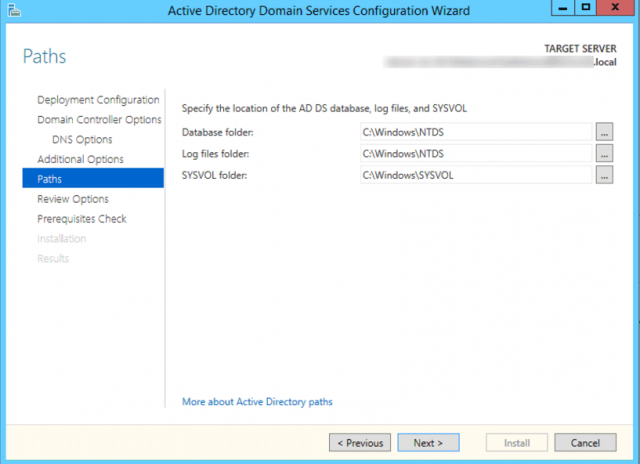 Active Directory Domain Services Configuration Wizard
Paths
TARGET SERVER
.local
Deployment Configuration
Domain Controller Options
DNS Options
Additional Options
Paths
Review Options
Prerequisites Check
Installation
Results
Specify the location of the AD DS database, log files, and SYSVOL
Database folder: C:\Windows\NTDS ...
Log files folder: C:\Windows\NTDS ...
SYSVOL folder: C:\Windows\SYSVOL ...
More about Active Directory paths
< Previous Next > Install Cancel